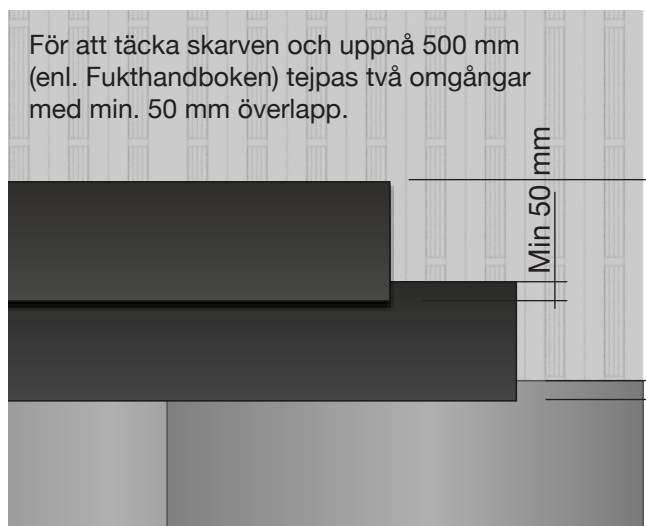 För att täcka skarven och uppnå 500 mm
(enl. Fukthandboken) tejpas två omgångar
med min. 50 mm överlapp.
Min 50 mm